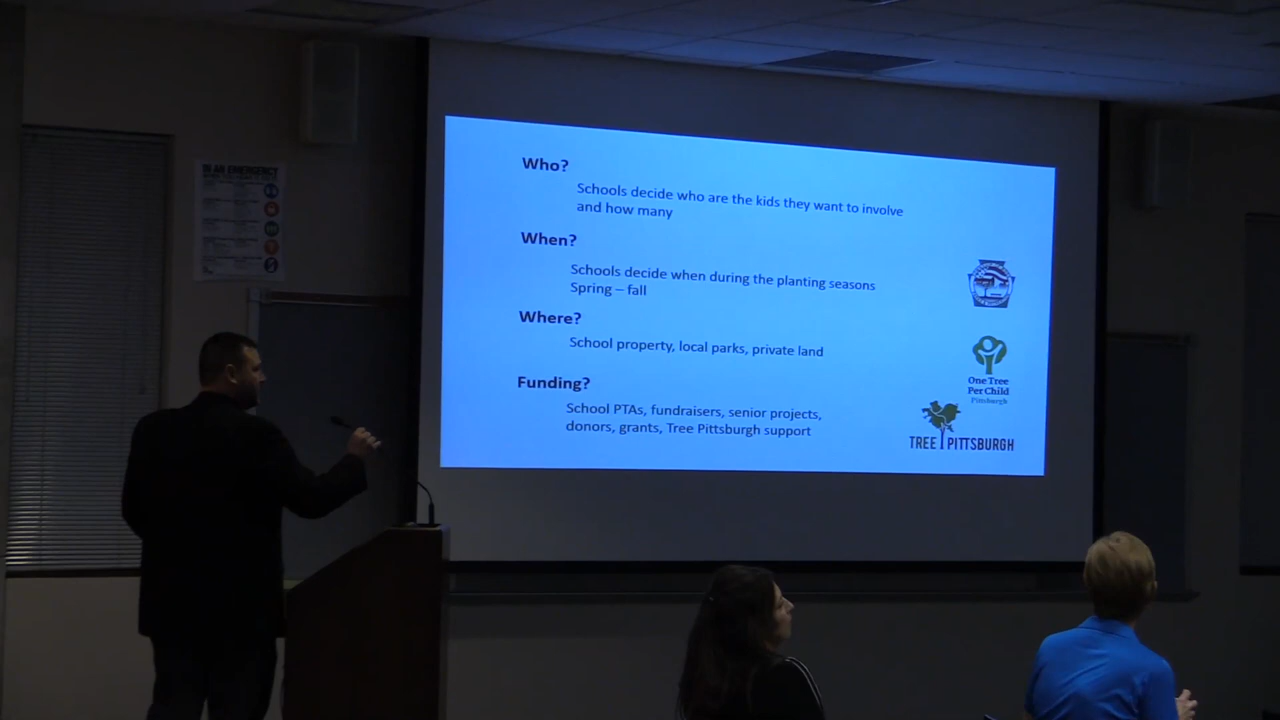 IN AN EMERGENCY
Who?
Schools decide who are the kids they want to involve
and how many
When?
Schools decide when during the planting seasons
Spring – fall
Where?
School property, local parks, private land
Funding?
School PTAs, fundraisers, senior projects,
donors, grants, Tree Pittsburgh support
One Tree
Per Child
Pittsburgh
TREE PITTSBURGH